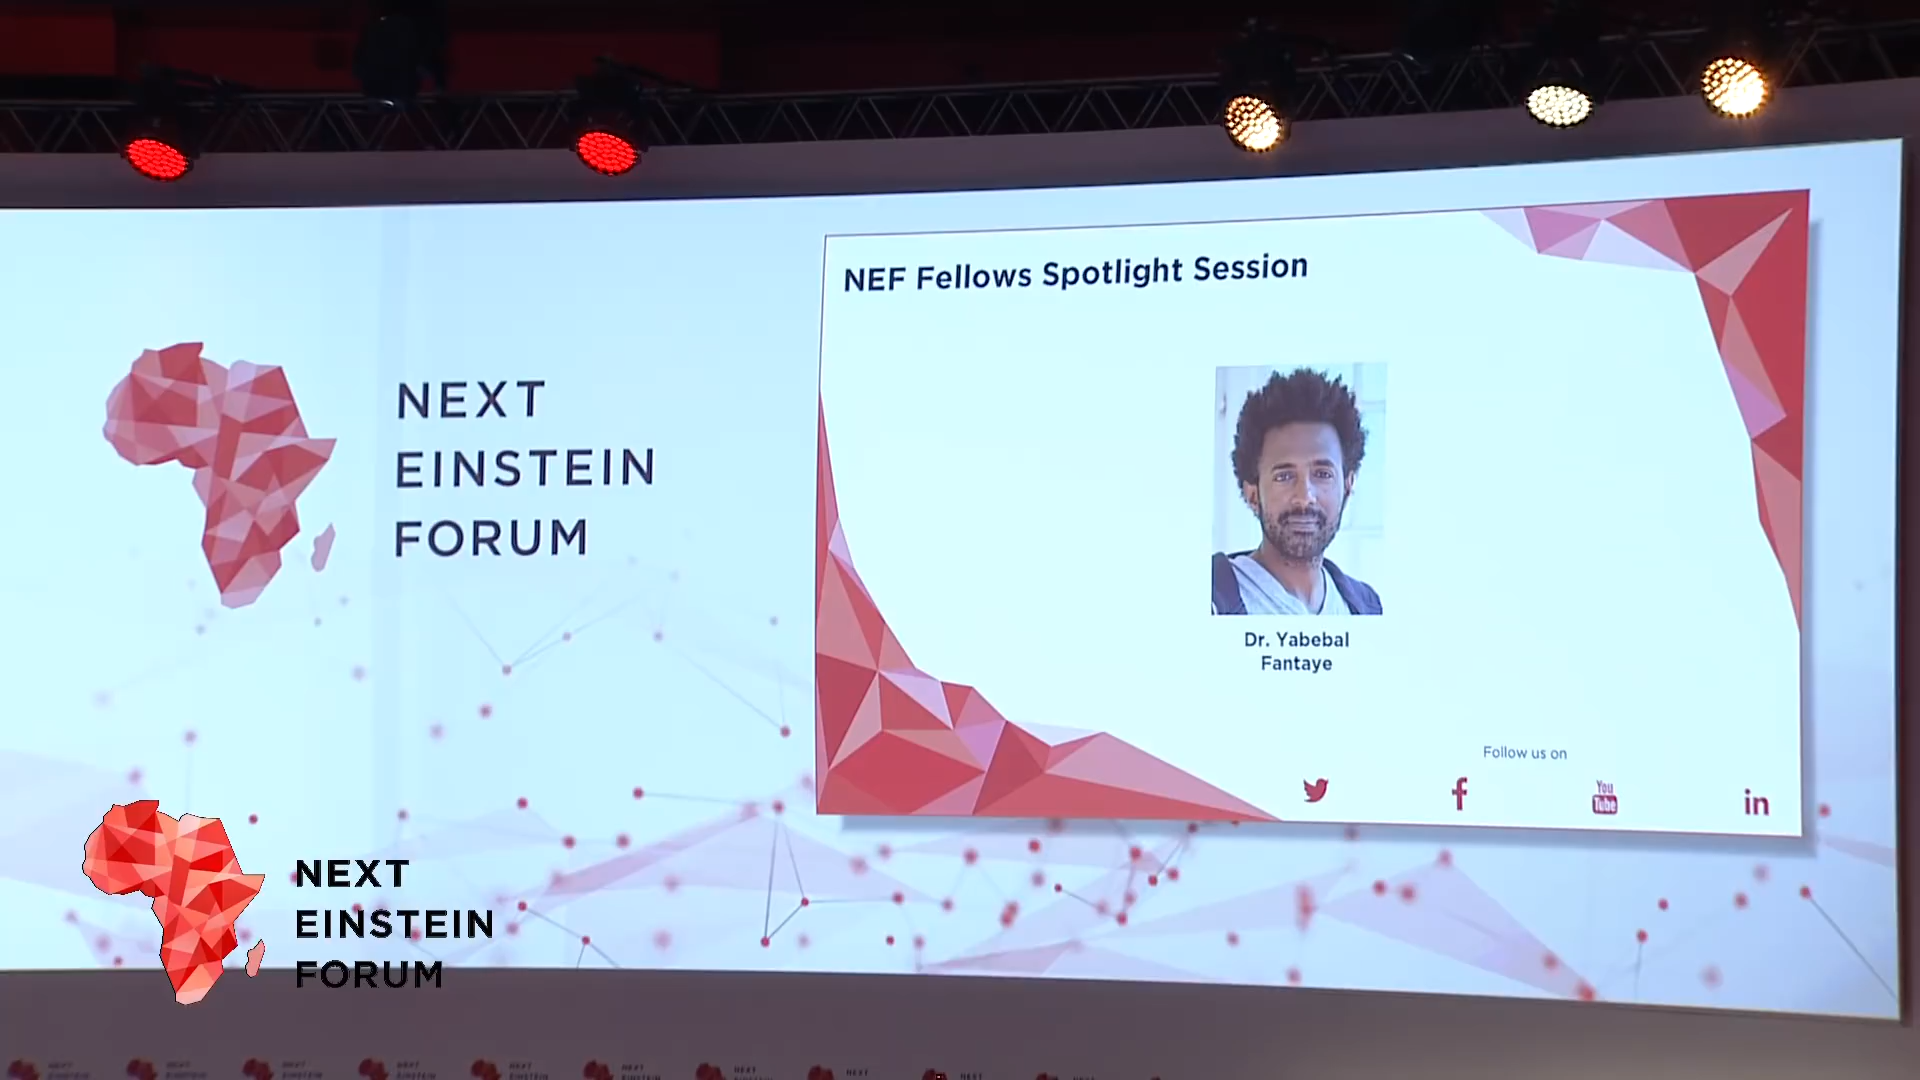 NEXT
EINSTEIN
FORUM
NEF Fellows Spotlight Session
Dr. Yabebal
Fantaye
Follow us on
You
Tube
in
NEXT
EINSTEIN
FORUM